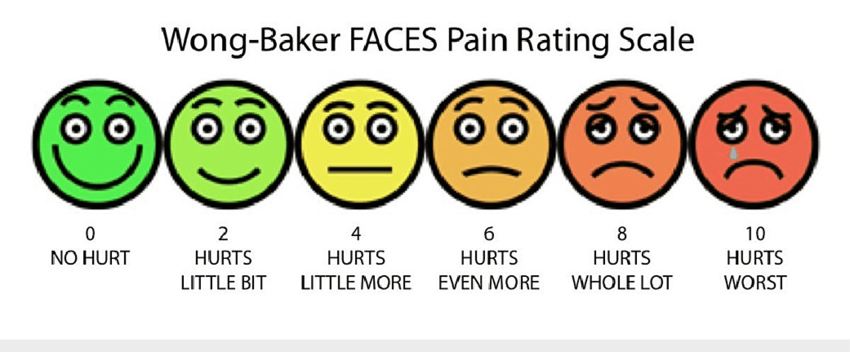 Wong-Baker FACES Pain Rating Scale
0 2 4 6 8 10
NO HURT HURTS HURTS HURTS HURTS HURTS
LITTLE BIT LITTLE MORE EVEN MORE WHOLE LOT WORST